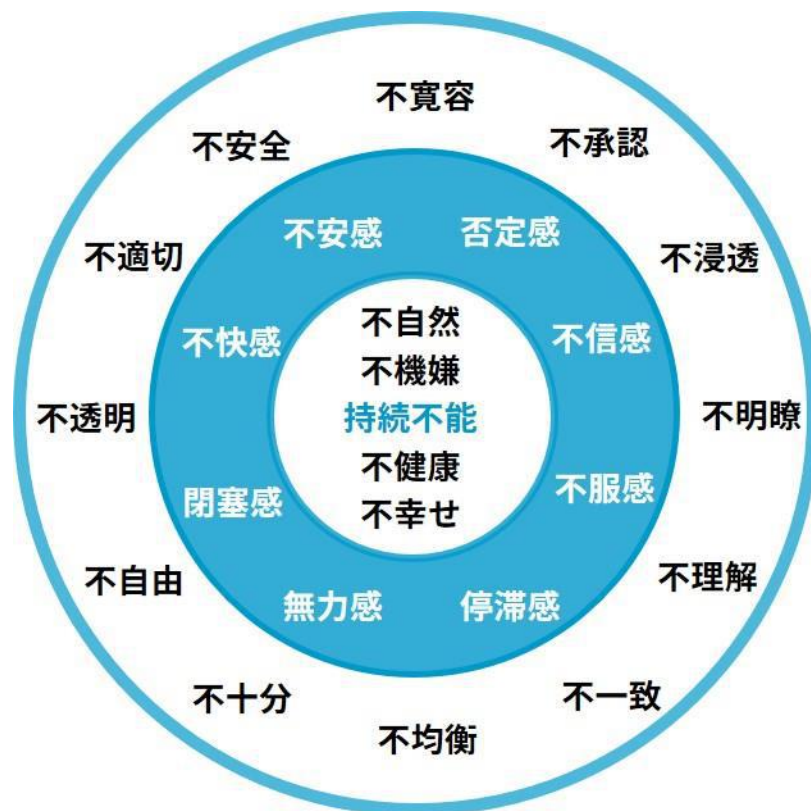 不寛容
不承認
不浸透
不明瞭
不理解
不一致
不均衡
不十分
不自由
不透明
不適切
不安全
不安感
否定感
不信感
不服感
停滞感
無力感
閉塞感
不快感
不自然
不機嫌
持続不能
不健康
不幸せ